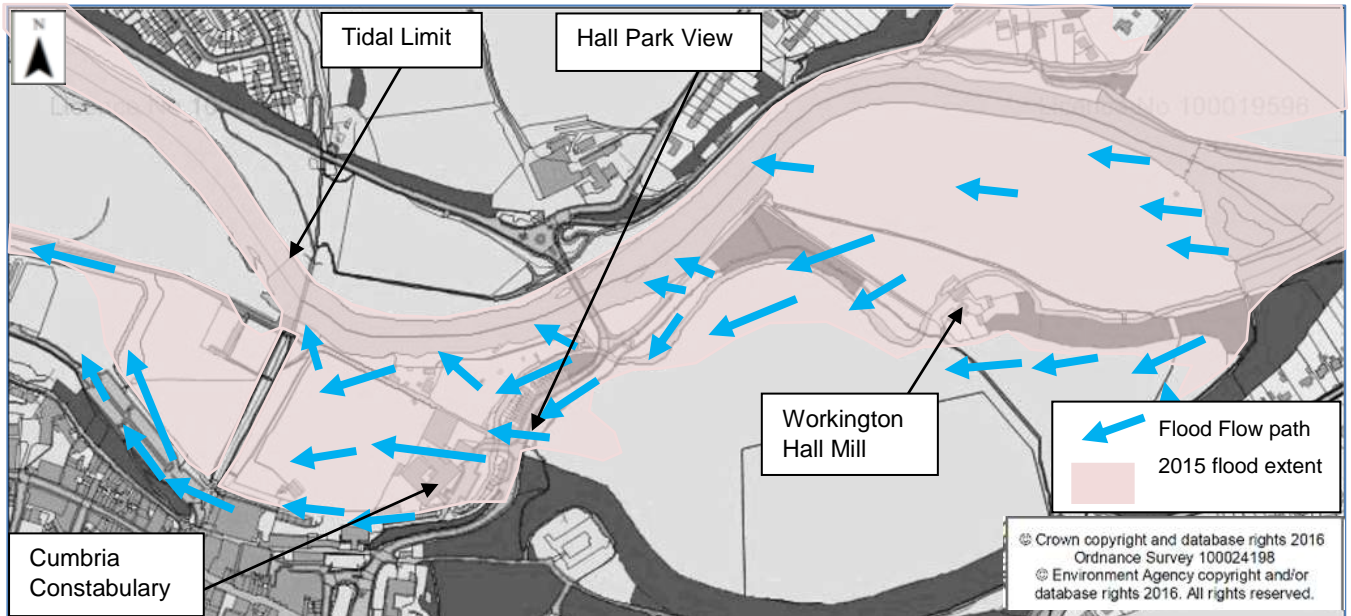 N
Tidal Limit
Hall Park View
No 100019596
Workington
Hall Mill
Flood Flow path
2015 flood extent
Cumbria
Constabulary
© Crown copyright and database rights 2016
Ordnance Survey 100024198
© Environment Agency copyright and/or
database rights 2016. All rights reserved.